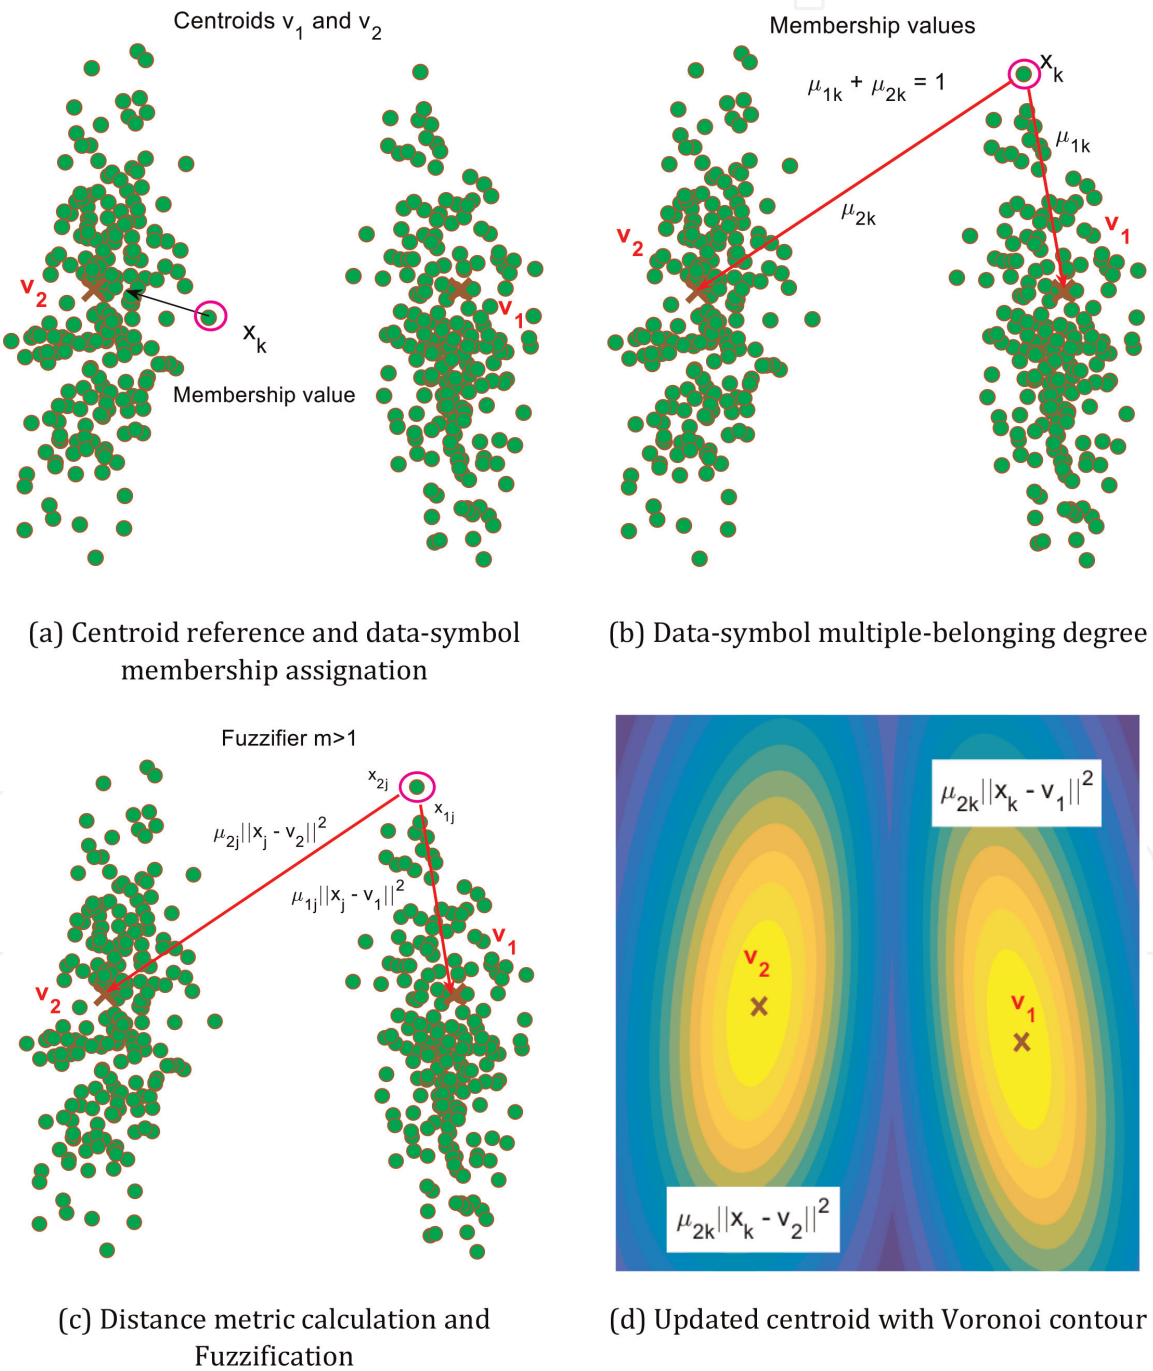 Centroids v1 and v2
v2
v1
xk
Membership value
(a) Centroid reference and data-symbol
membership assignation
Membership values
xk
μ1k + μ2k = 1
μ1k
μ2k
v2
v1
(b) Data-symbol multiple-belonging degree
Fuzzifier m>1
x2j
x1j
μ2j||xj - v2||2
μ1j||xj - v1||2
v1
v2
(c) Distance metric calculation and
Fuzzification
μ2k||xk - v1||2
v2
v1
μ2k||xk - v2||2
(d) Updated centroid with Voronoi contour